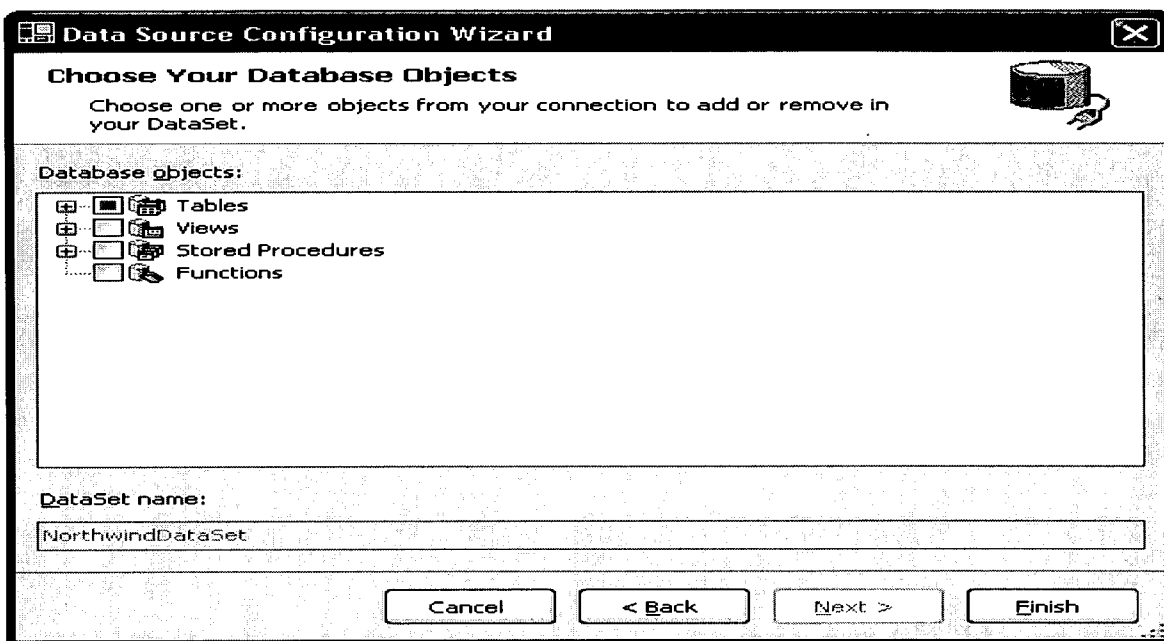 Data Source Configuration Wizard
Choose Your Database Objects
Choose one or more objects from your connection to add or remove in
your DataSet.
Database objects:
Tables
Views
Stored Procedures
Functions
DataSet name:
NorthwindDataSet
Cancel
< Back
Next >
Finish